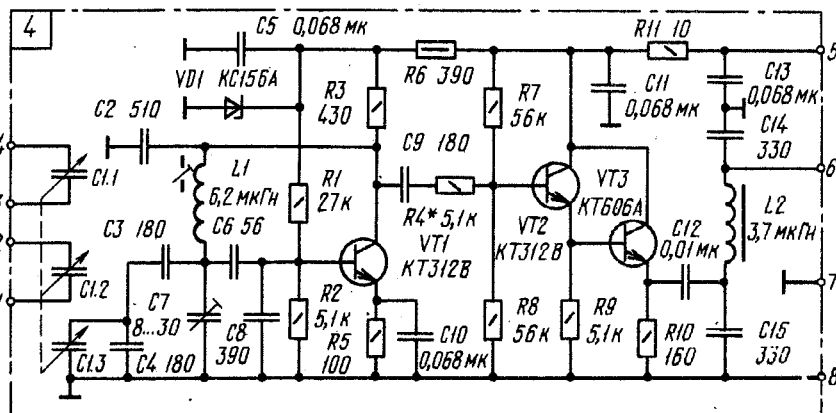 4
C5 0,068 мк
VD1 КС156А
C2 510
R3
430
R6 390
R7
56к
R11 10
C11
0,068 мк
C13
0,068 мк
C14
330
5
6
C1.1
L1
6,2 мкГн
R1
27к
C9 180
R4* 5,1к
VT1
КТ312В
VT2
КТ312В
VT3
КТ606А
C12
0,01 мк
L2
3,7 мкГн
C3 180
C6 56
2
C1.2
C7
8...30
C8
390
R2
5,1к
R5
100
C10
0,068 мк
R8
56к
R9
5,1к
R10
160
C15
330
7
C1.3
C4 180
8